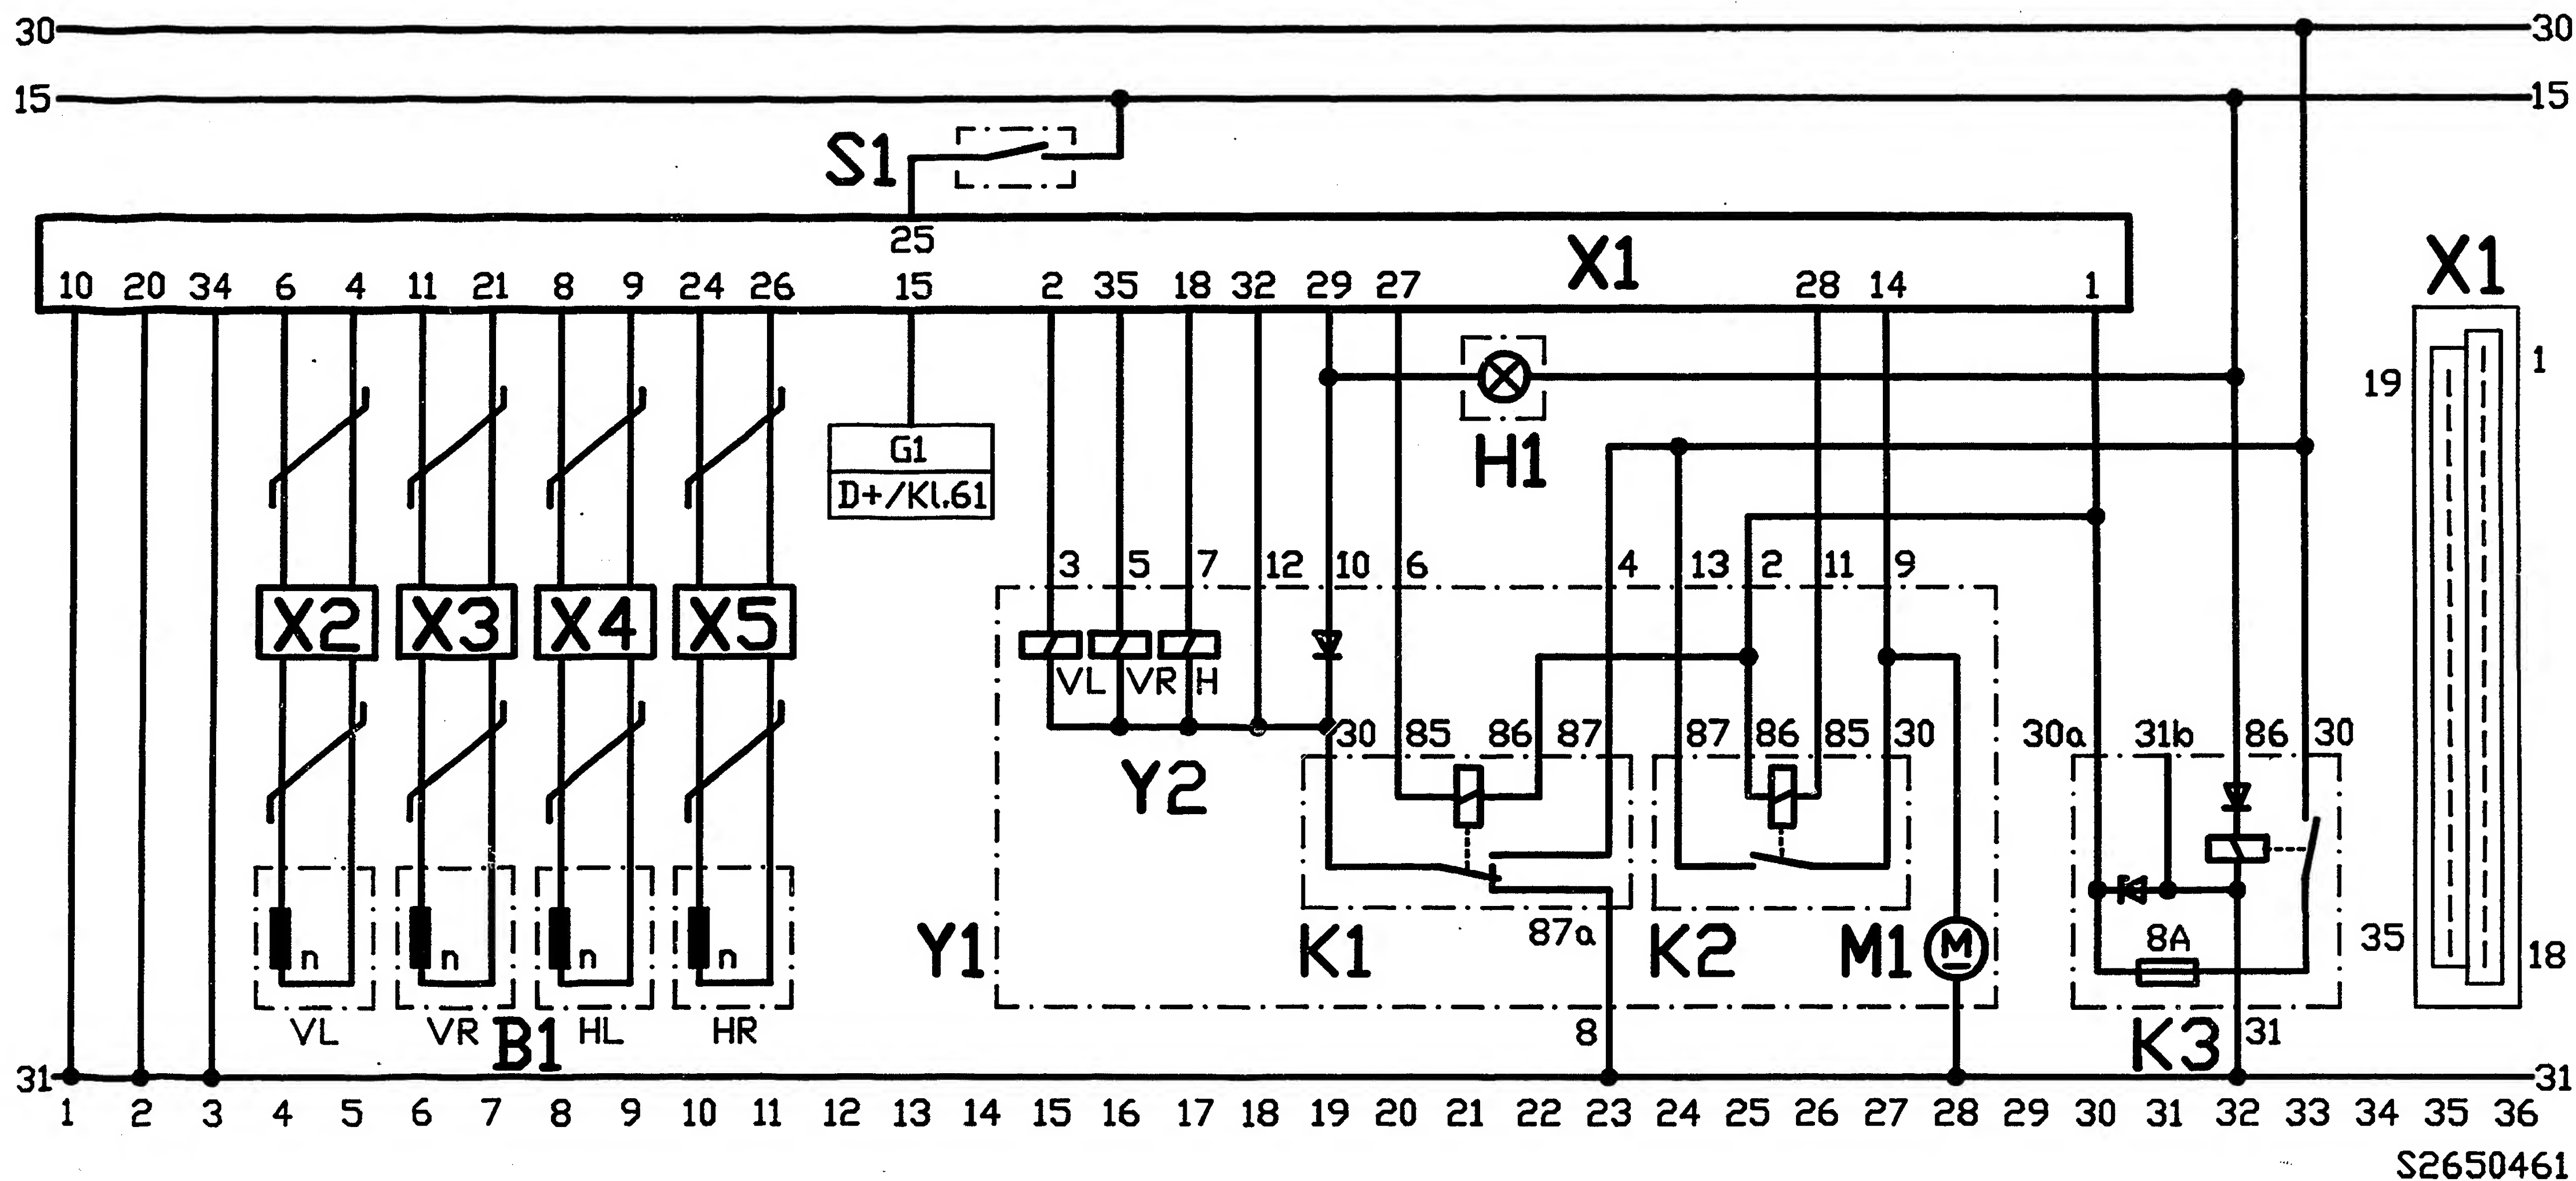 30 30
15 15
S1
25
X1 X1
10 20 34 6 4 11 21 8 9 24 26 15 2 35 18 32 29 27 28 14 1
19 1
G1
H1
D+/Kl.61
3 5 7 12 10 6 4 13 2 11 9
X2 X3 X4 X5
VL VR H
30 85 86 87 87 86 85 30 30a 31b 86 30
Y2
n n n n
Y1 K1 87a K2 M1 M 8A 35 18
VL VR B1 HL HR 8 K3 31
31 31
1 2 3 4 5 6 7 8 9 10 11 12 13 14 15 16 17 18 19 20 21 22 23 24 25 26 27 28 29 30 31 32 33 34 35 36
S2650461